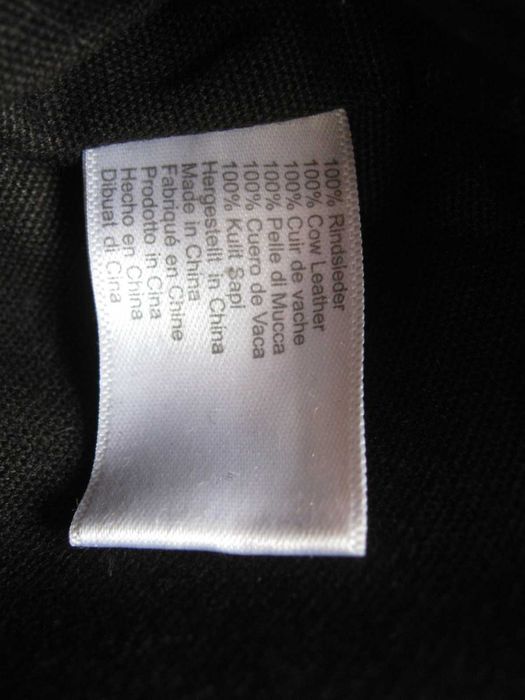 100% Rindsleder
100% Cow Leather
100% Cuir de vache
100% Pelle di Mucca
100% Cuero de Vaca
100% Kulit Sapi
Hergestellt in China
Made in China
Fabriqué en Chine
Prodotto in Cina
Hecho en China
Dibuat di Cina